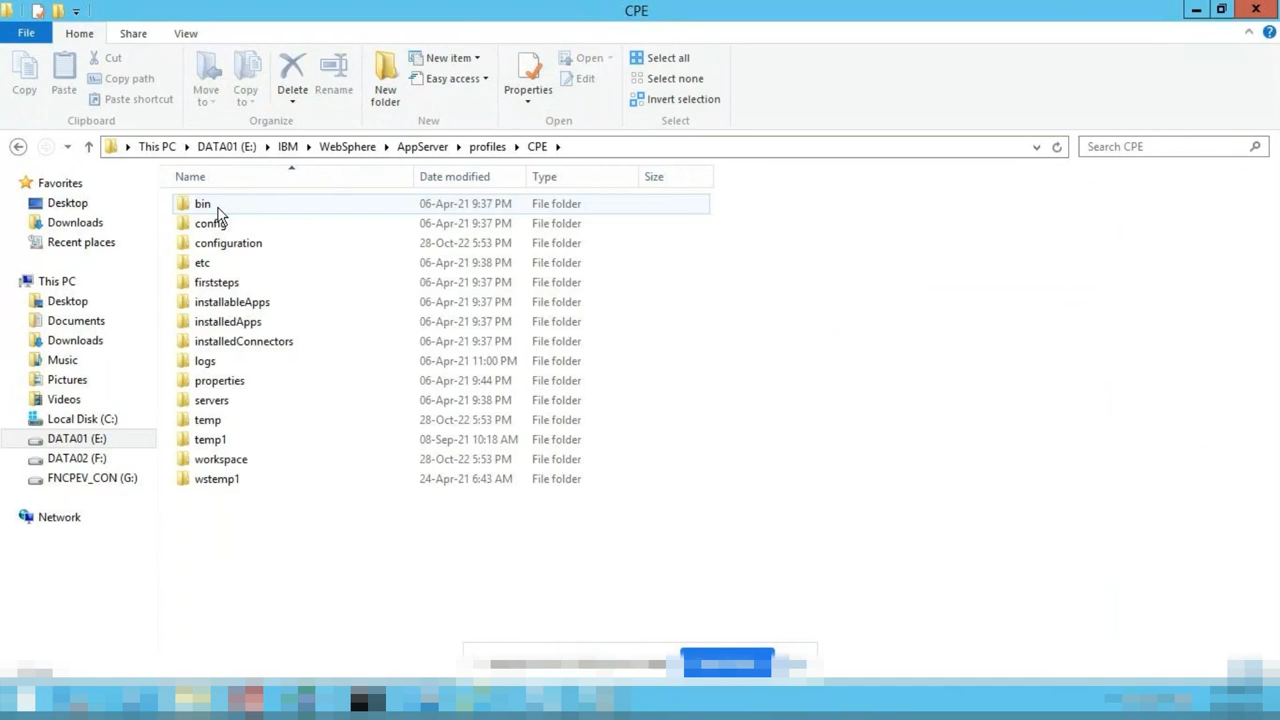 CPE
File Home Share View
Copy
Paste
Cut
Copy path
Paste shortcut
Clipboard
Move to
Copy to
Delete
Rename
Organize
New folder
New item
Easy access
New
Properties
Open
Edit
Open
Select all
Select none
Invert selection
Select
This PC DATA01 (E:) IBM WebSphere AppServer profiles CPE
Search CPE
Favorites
Desktop
Downloads
Recent places
This PC
Desktop
Documents
Downloads
Music
Pictures
Videos
Local Disk (C:)
DATA01 (E:)
DATA02 (F:)
FNCPEV_CON (G:)
Network
Name Date modified Type Size
bin 06-Apr-21 9:37 PM File folder
config 06-Apr-21 9:37 PM File folder
configuration 28-Oct-22 5:53 PM File folder
etc 06-Apr-21 9:38 PM File folder
firststeps 06-Apr-21 9:37 PM File folder
installableApps 06-Apr-21 9:37 PM File folder
installedApps 06-Apr-21 9:37 PM File folder
installedConnectors 06-Apr-21 9:37 PM File folder
logs 06-Apr-21 11:00 PM File folder
properties 06-Apr-21 9:44 PM File folder
servers 06-Apr-21 9:38 PM File folder
temp 28-Oct-22 5:53 PM File folder
temp1 08-Sep-21 10:18 AM File folder
workspace 28-Oct-22 5:53 PM File folder
wstemp1 24-Apr-21 6:43 AM File folder